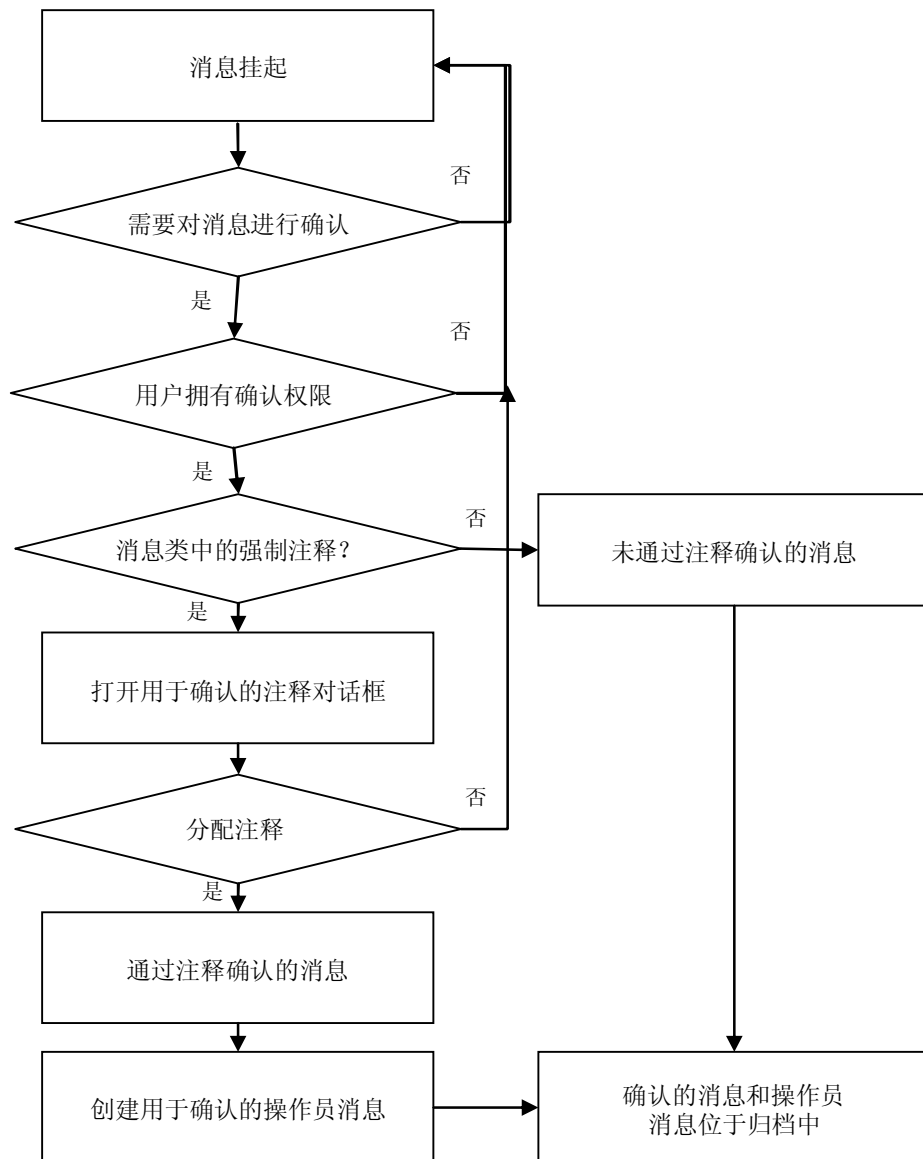 消息挂起
否
需要对消息进行确认
是
否
用户拥有确认权限
是
否
消息类中的强制注释?
未通过注释确认的消息
是
打开用于确认的注释对话框
否
分配注释
是
通过注释确认的消息
创建用于确认的操作员消息
确认的消息和操作员
消息位于归档中